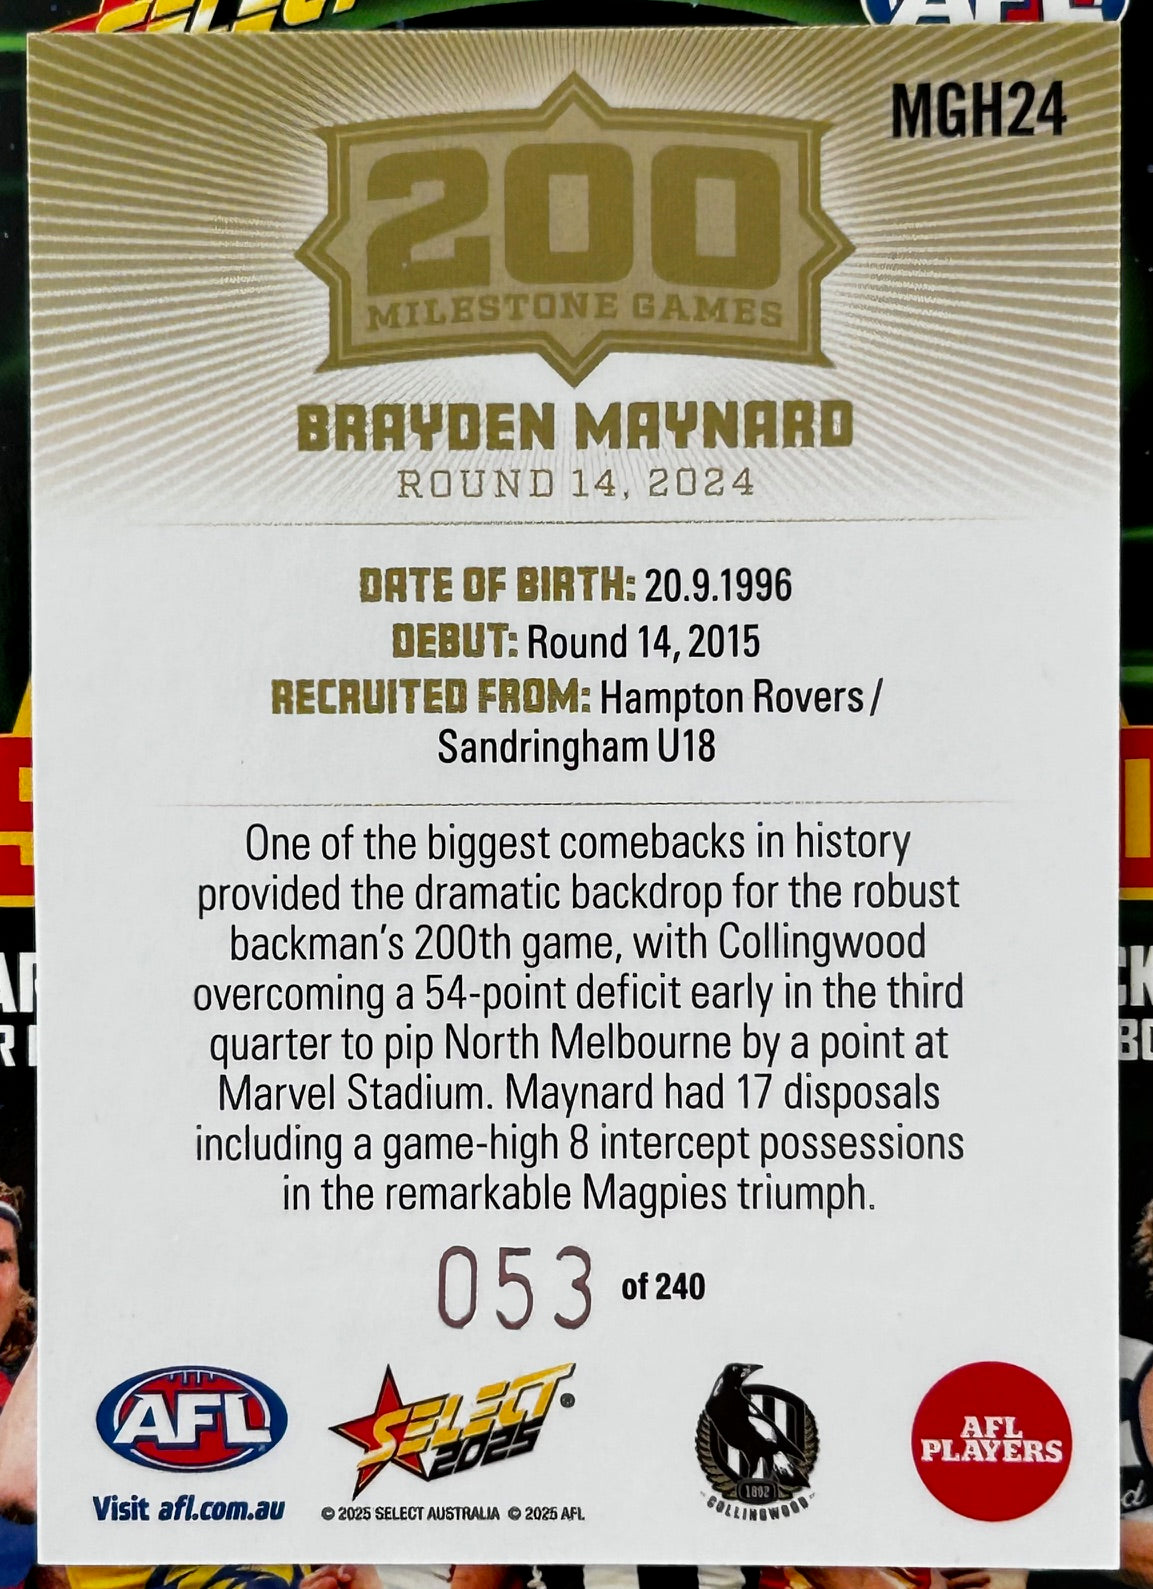 SELECT
AFL
MGH24
200
MILESTONE GAMES
BRAYDEN MAYNARD
ROUND 14, 2024
DATE OF BIRTH: 20.9.1996
DEBUT: Round 14, 2015
RECRUITED FROM: Hampton Rovers /
Sandringham U18
One of the biggest comebacks in history
provided the dramatic backdrop for the robust
backman's 200th game, with Collingwood
overcoming a 54-point deficit early in the third
quarter to pip North Melbourne by a point at
Marvel Stadium. Maynard had 17 disposals
including a game-high 8 intercept possessions
in the remarkable Magpies triumph.
053 of 240
AFL
Visit afl.com.au
SELECT
2025
© 2025 SELECT AUSTRALIA © 2025 AFL
1892
COLLINGWOOD
AFL
PLAYERS